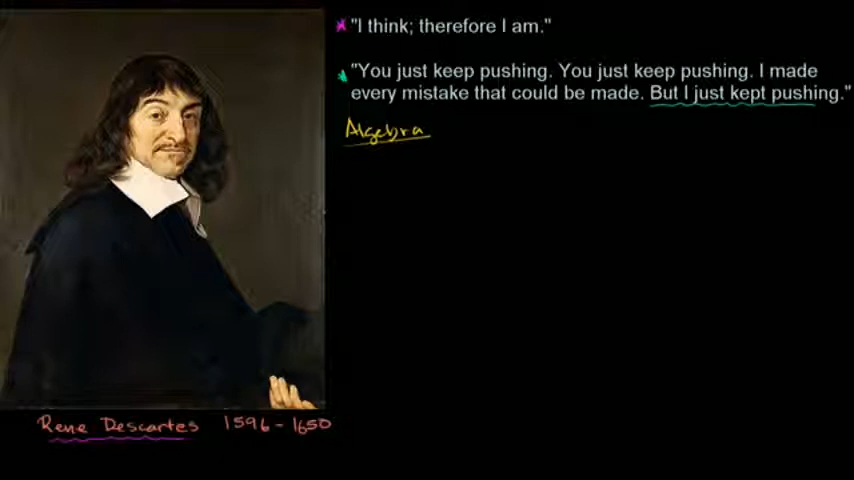 "I think; therefore I am."
"You just keep pushing. You just keep pushing. I made
every mistake that could be made. But I just kept pushing."
Algebra
Rene Descartes 1596 - 1650